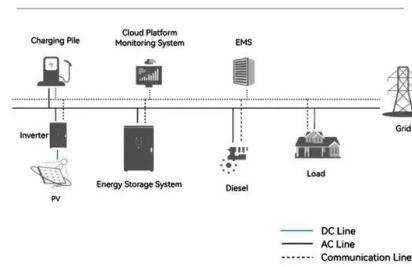 Charging Pile
Cloud Platform
Monitoring System
EMS
Grid
Inverter
PV
Energy Storage System
Diesel
Load
DC Line
AC Line
Communication Line